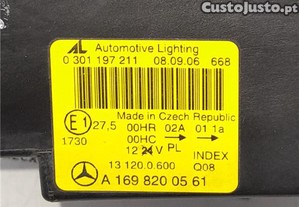 CustoJusto.pt
AL Automotive Lighting
0 301 197 211 08.09.06 668
Made in Czech Republic
E1 27,5 00HR 02A 01 1a
00HC PL
1730 12 V INDEX
13 120.0.600 Q08
A 169 820 05 61